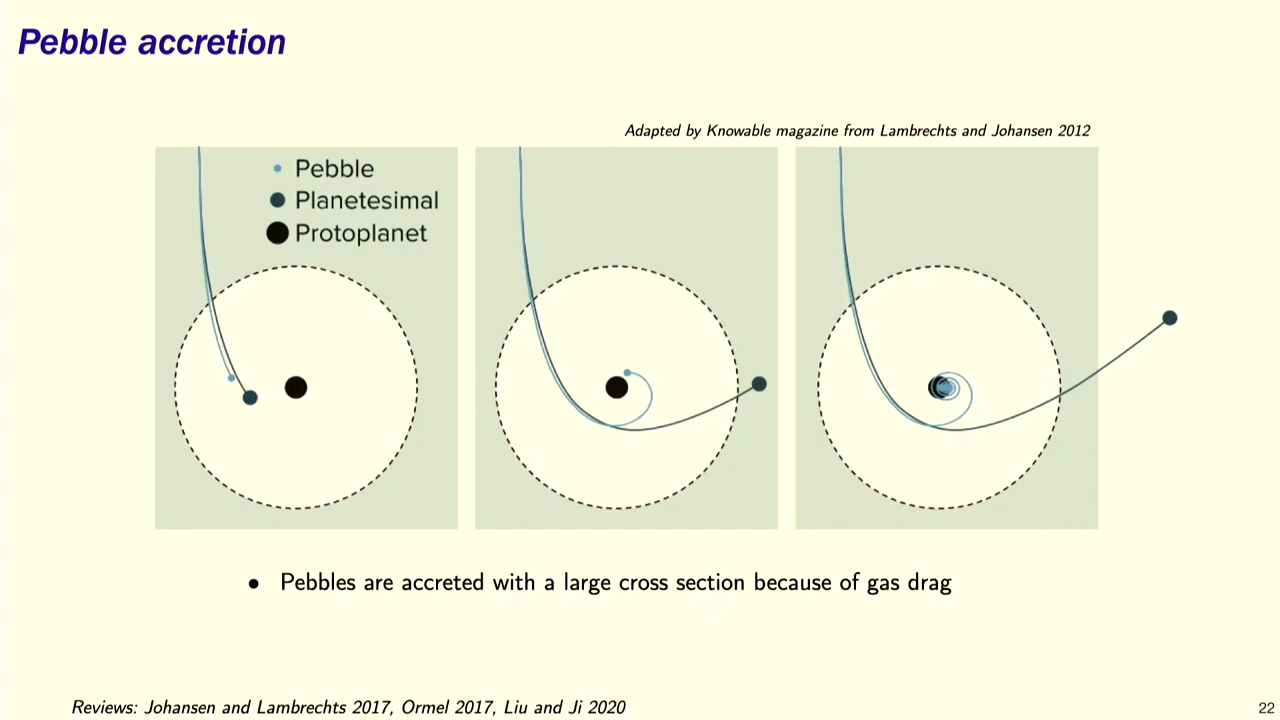 Pebble accretion
Adapted by Knowable magazine from Lambrechts and Johansen 2012
Pebble
Planetesimal
Protoplanet
• Pebbles are accreted with a large cross section because of gas drag
Reviews: Johansen and Lambrechts 2017, Ormel 2017, Liu and Ji 2020
22